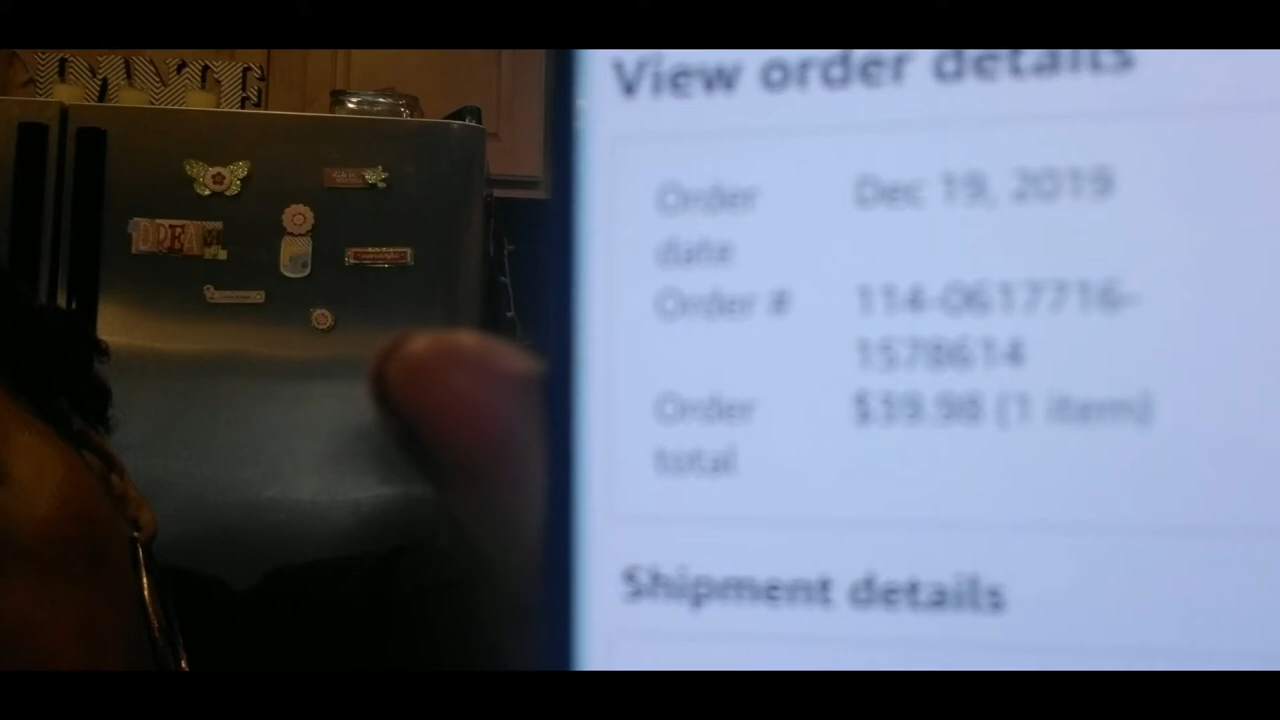 DREAM
View order details
Order date
Dec 19, 2019
Order #
114-0617716-
1578614
Order total
$39.98 (1 item)
Shipment details